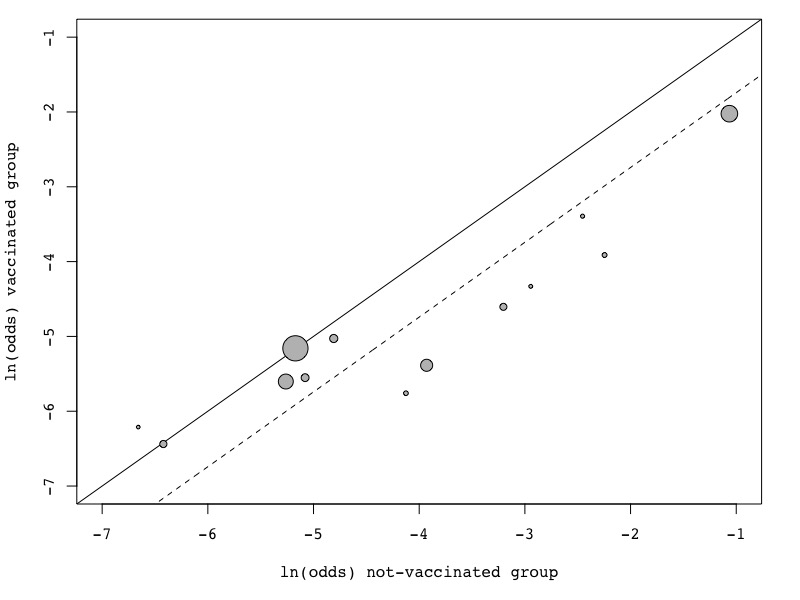 ln(odds) vaccinated group
-1
-2
-3
-4
-5
-6
-7
-7 -6 -5 -4 -3 -2 -1
ln(odds) not-vaccinated group